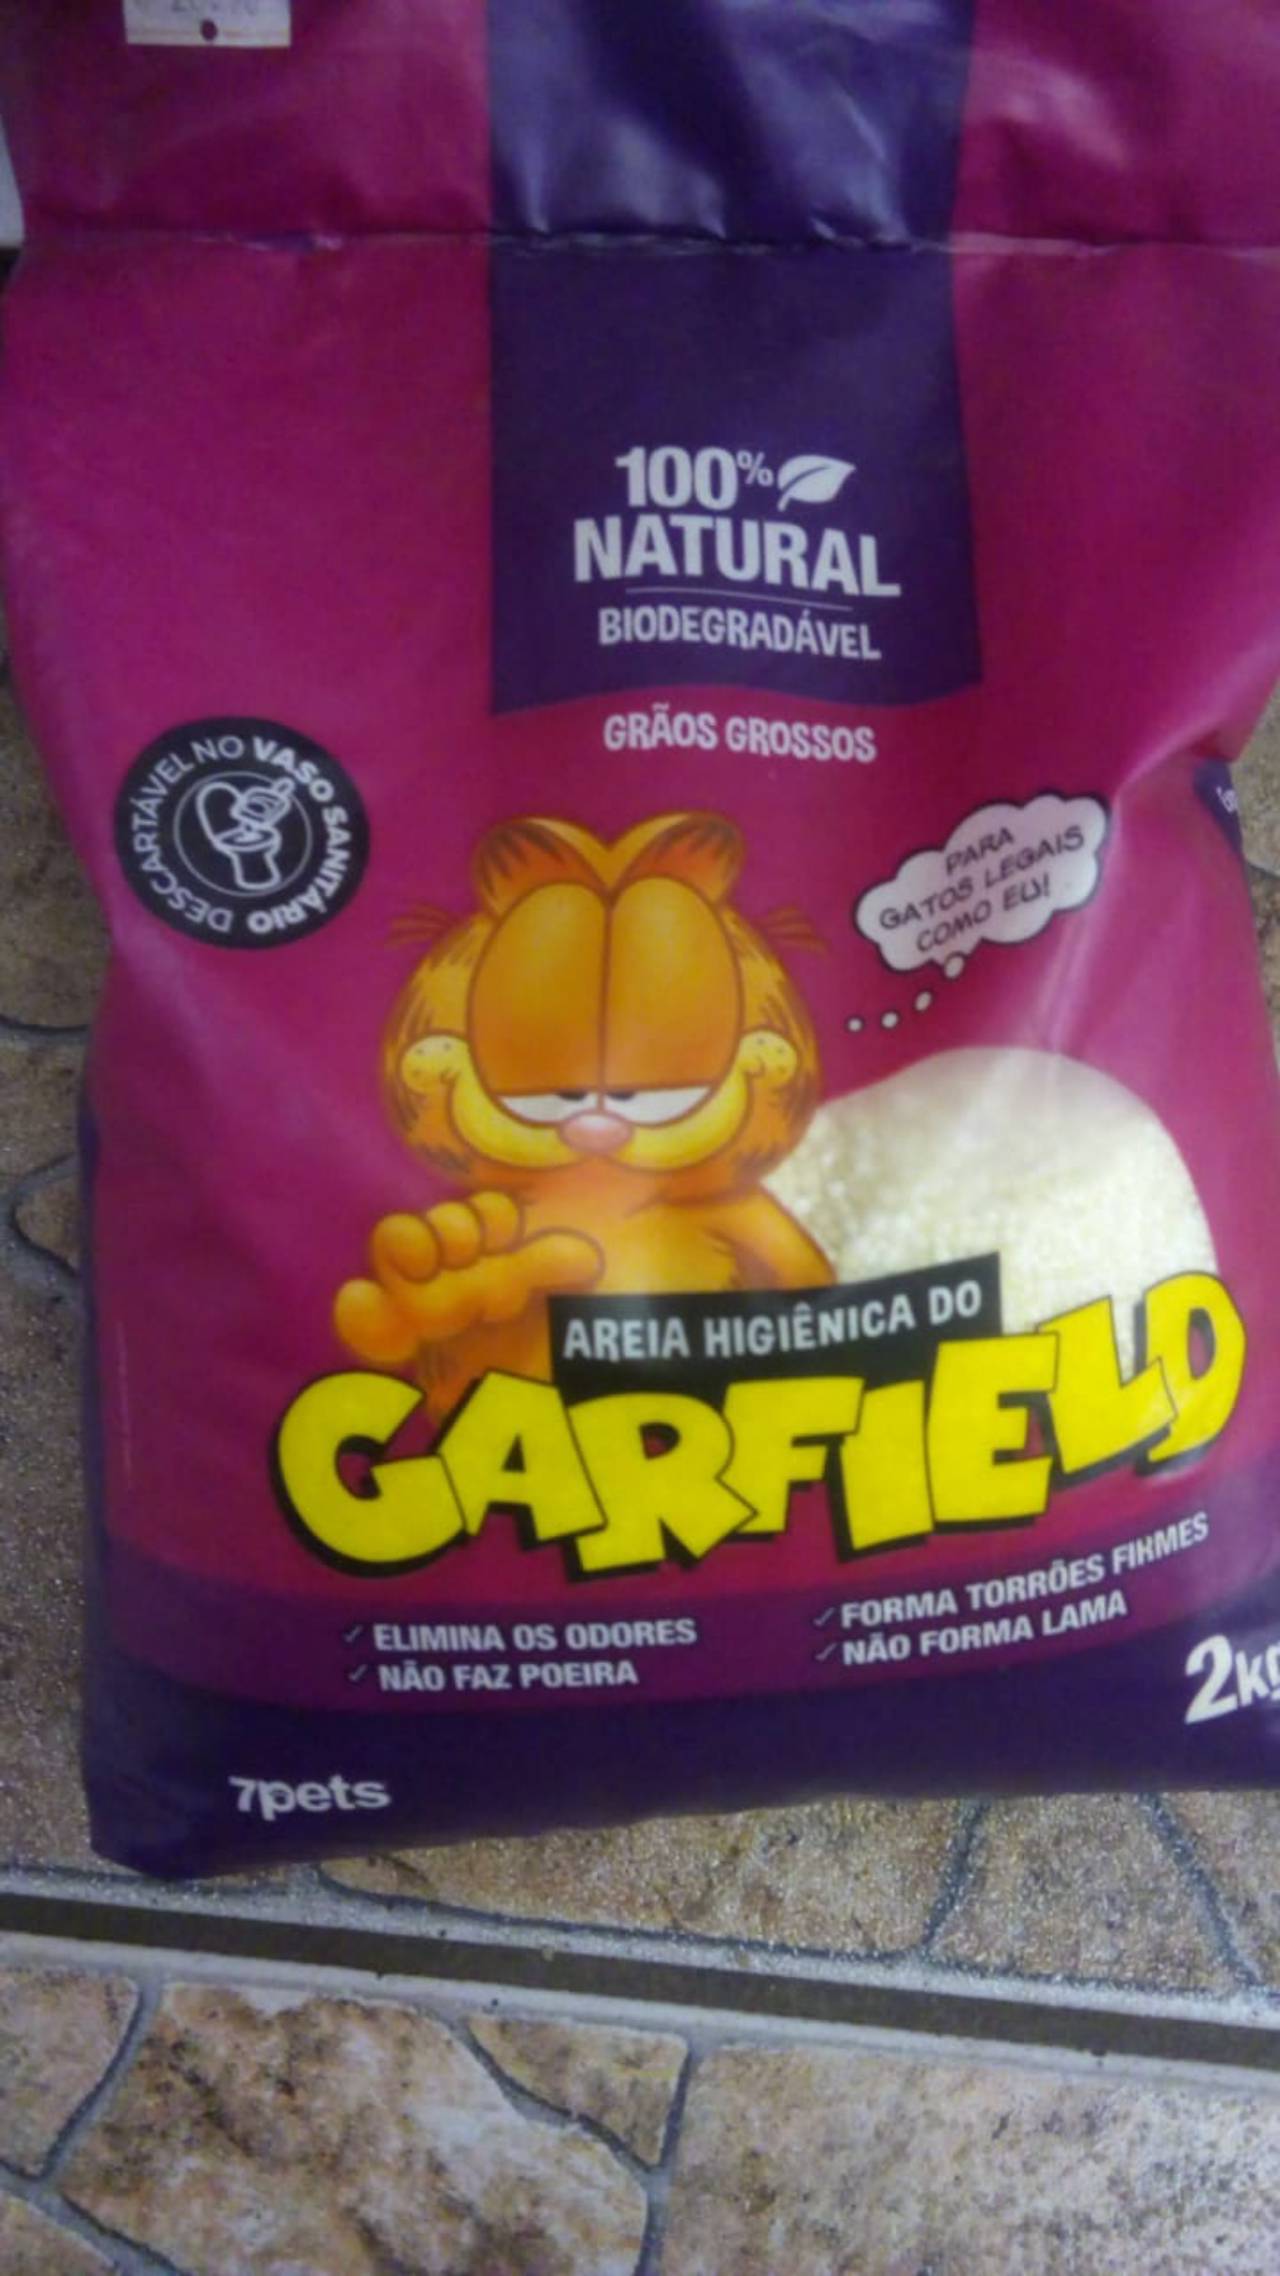 100%
NATURAL
BIODEGRADÁVEL
GRÃOS GROSSOS
DESCARTÁVEL NO VASO SANITÁRIO
PARA
GATOS LEGAIS
COMO EU!
AREIA HIGIÊNICA DO
GARFIELD
✓ ELIMINA OS ODORES
✓ NÃO FAZ POEIRA
✓ FORMA TORRÕES FIRMES
✓ NÃO FORMA LAMA
2kg
7pets